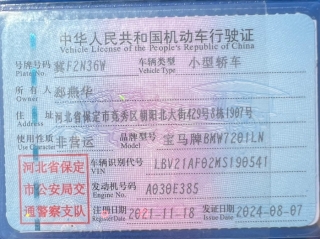 中华人民共和国机动车行驶证
Vehicle License of the People's Republic of China
号牌号码 冀F2N36W 车辆类型 小型轿车
Plate No. Vehicle Type
所有人 郄燕华
Owner
住址 河北省保定市竞秀区朝阳北大街429号8栋1907号
Address
使用性质 非营运 品牌型号 宝马牌BMW7201LN
河北省保定市公安局交通警察支队
车辆识别代号 LBV21AF02MS190541
VIN
发动机号码 A030E385
Engine No.
注册日期 2021-11-18 发证日期 2024-08-07
Register Date Issue Date